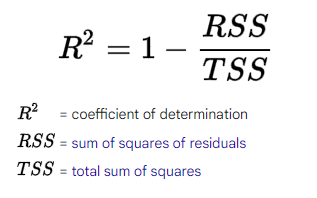 R² = 1 − RSS/TSS
R² = coefficient of determination
RSS = sum of squares of residuals
TSS = total sum of squares